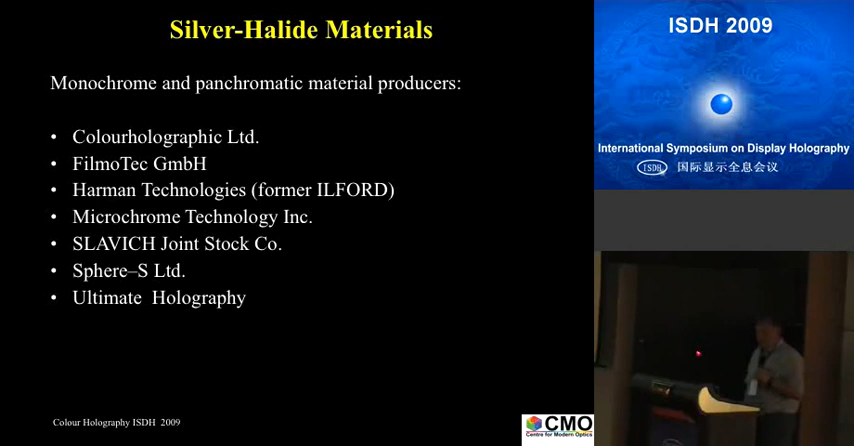 Silver-Halide Materials
Monochrome and panchromatic material producers:
• Colourholographic Ltd.
• FilmoTec GmbH
• Harman Technologies (former ILFORD)
• Microchrome Technology Inc.
• SLAVICH Joint Stock Co.
• Sphere–S Ltd.
• Ultimate Holography
Colour Holography ISDH 2009
CMO
Centre for Modern Optics
ISDH 2009
International Symposium on Display Holography
ISDH 国际显示全息会议